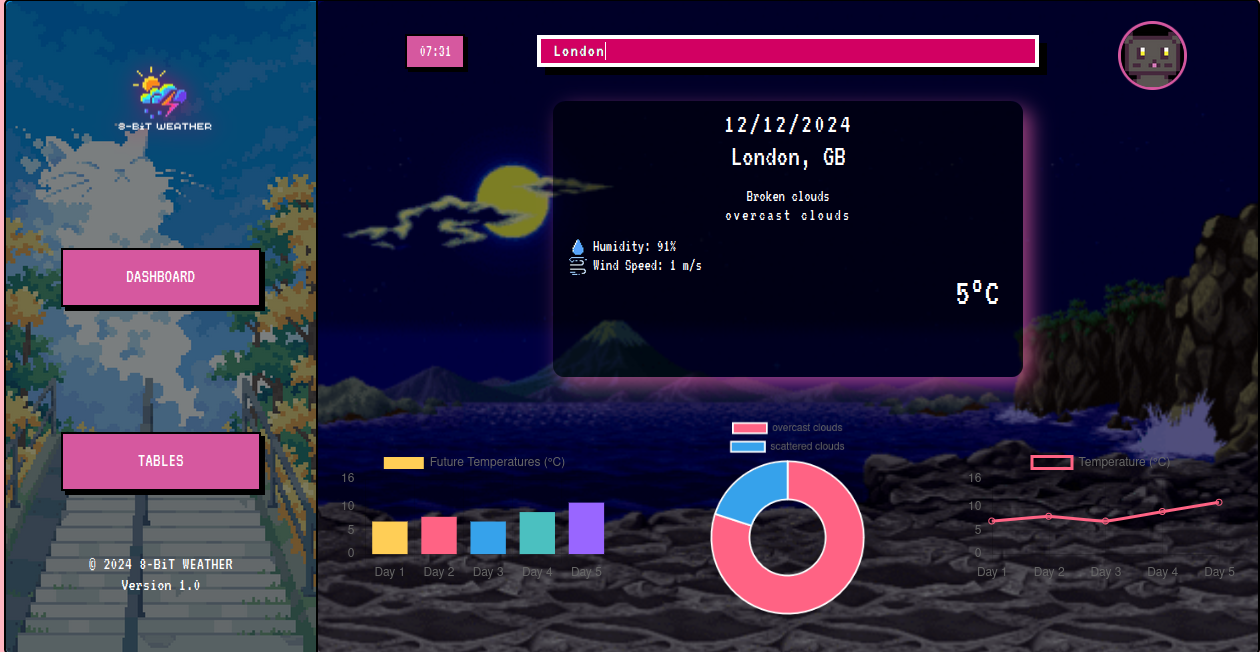 8-BiT WEATHER
DASHBOARD
TABLES
© 2024 8-BiT WEATHER
Version 1.0
07:31
London
12/12/2024
London, GB
Broken clouds
overcast clouds
Humidity: 91%
Wind Speed: 1 m/s
5°C
Future Temperatures (°C)
16
10
5
0
Day 1 Day 2 Day 3 Day 4 Day 5
overcast clouds
scattered clouds
Temperature (°C)
16
10
5
0
Day 1 Day 2 Day 3 Day 4 Day 5